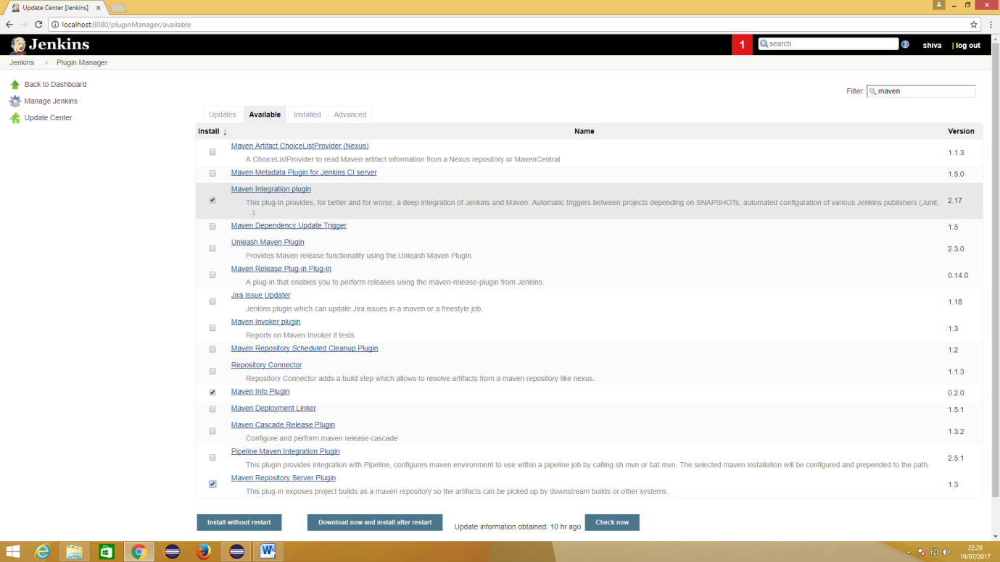 Update Center [Jenkins]
localhost:8080/pluginManager/available
Jenkins
1
search
shiva
| log out
Jenkins
Plugin Manager
Back to Dashboard
Manage Jenkins
Update Center
Filter:
maven
Updates
Available
Installed
Advanced
Install ↓
Name
Version
Maven Artifact ChoiceListProvider (Nexus)
A ChoiceListProvider to read Maven artifact information from a Nexus repository or MavenCentral
1.1.3
Maven Metadata Plugin for Jenkins CI server
1.5.0
Maven Integration plugin
This plug-in provides, for better and for worse, a deep integration of Jenkins and Maven: Automatic triggers between projects depending on SNAPSHOTs, automated configuration of various Jenkins publishers (Junit,
...).
2.17
Maven Dependency Update Trigger
1.5
Unleash Maven Plugin
Provides Maven release functionality using the Unleash Maven Plugin.
2.3.0
Maven Release Plug-in Plug-in
A plug-in that enables you to perform releases using the maven-release-plugin from Jenkins.
0.14.0
Jira Issue Updater
Jenkins plugin which can update Jira issues in a maven or a freestyle job.
1.18
Maven Invoker plugin
Reports on Maven Invoker it tests
1.3
Maven Repository Scheduled Cleanup Plugin
1.2
Repository Connector
Repository Connector adds a build step which allows to resolve artifacts from a maven repository like nexus.
1.1.3
Maven Info Plugin
0.2.0
Maven Deployment Linker
1.5.1
Maven Cascade Release Plugin
Configure and perform maven release cascade
1.3.2
Pipeline Maven Integration Plugin
This plugin provides integration with Pipeline, configures maven environment to use within a pipeline job by calling sh mvn or bat mvn. The selected maven installation will be configured and prepended to the path.
2.5.1
Maven Repository Server Plugin
This plug-in exposes project builds as a maven repository so the artifacts can be picked up by downstream builds or other systems.
1.3
Install without restart
Download now and install after restart
Update information obtained: 10 hr ago
Check now
22:20
19/07/2017